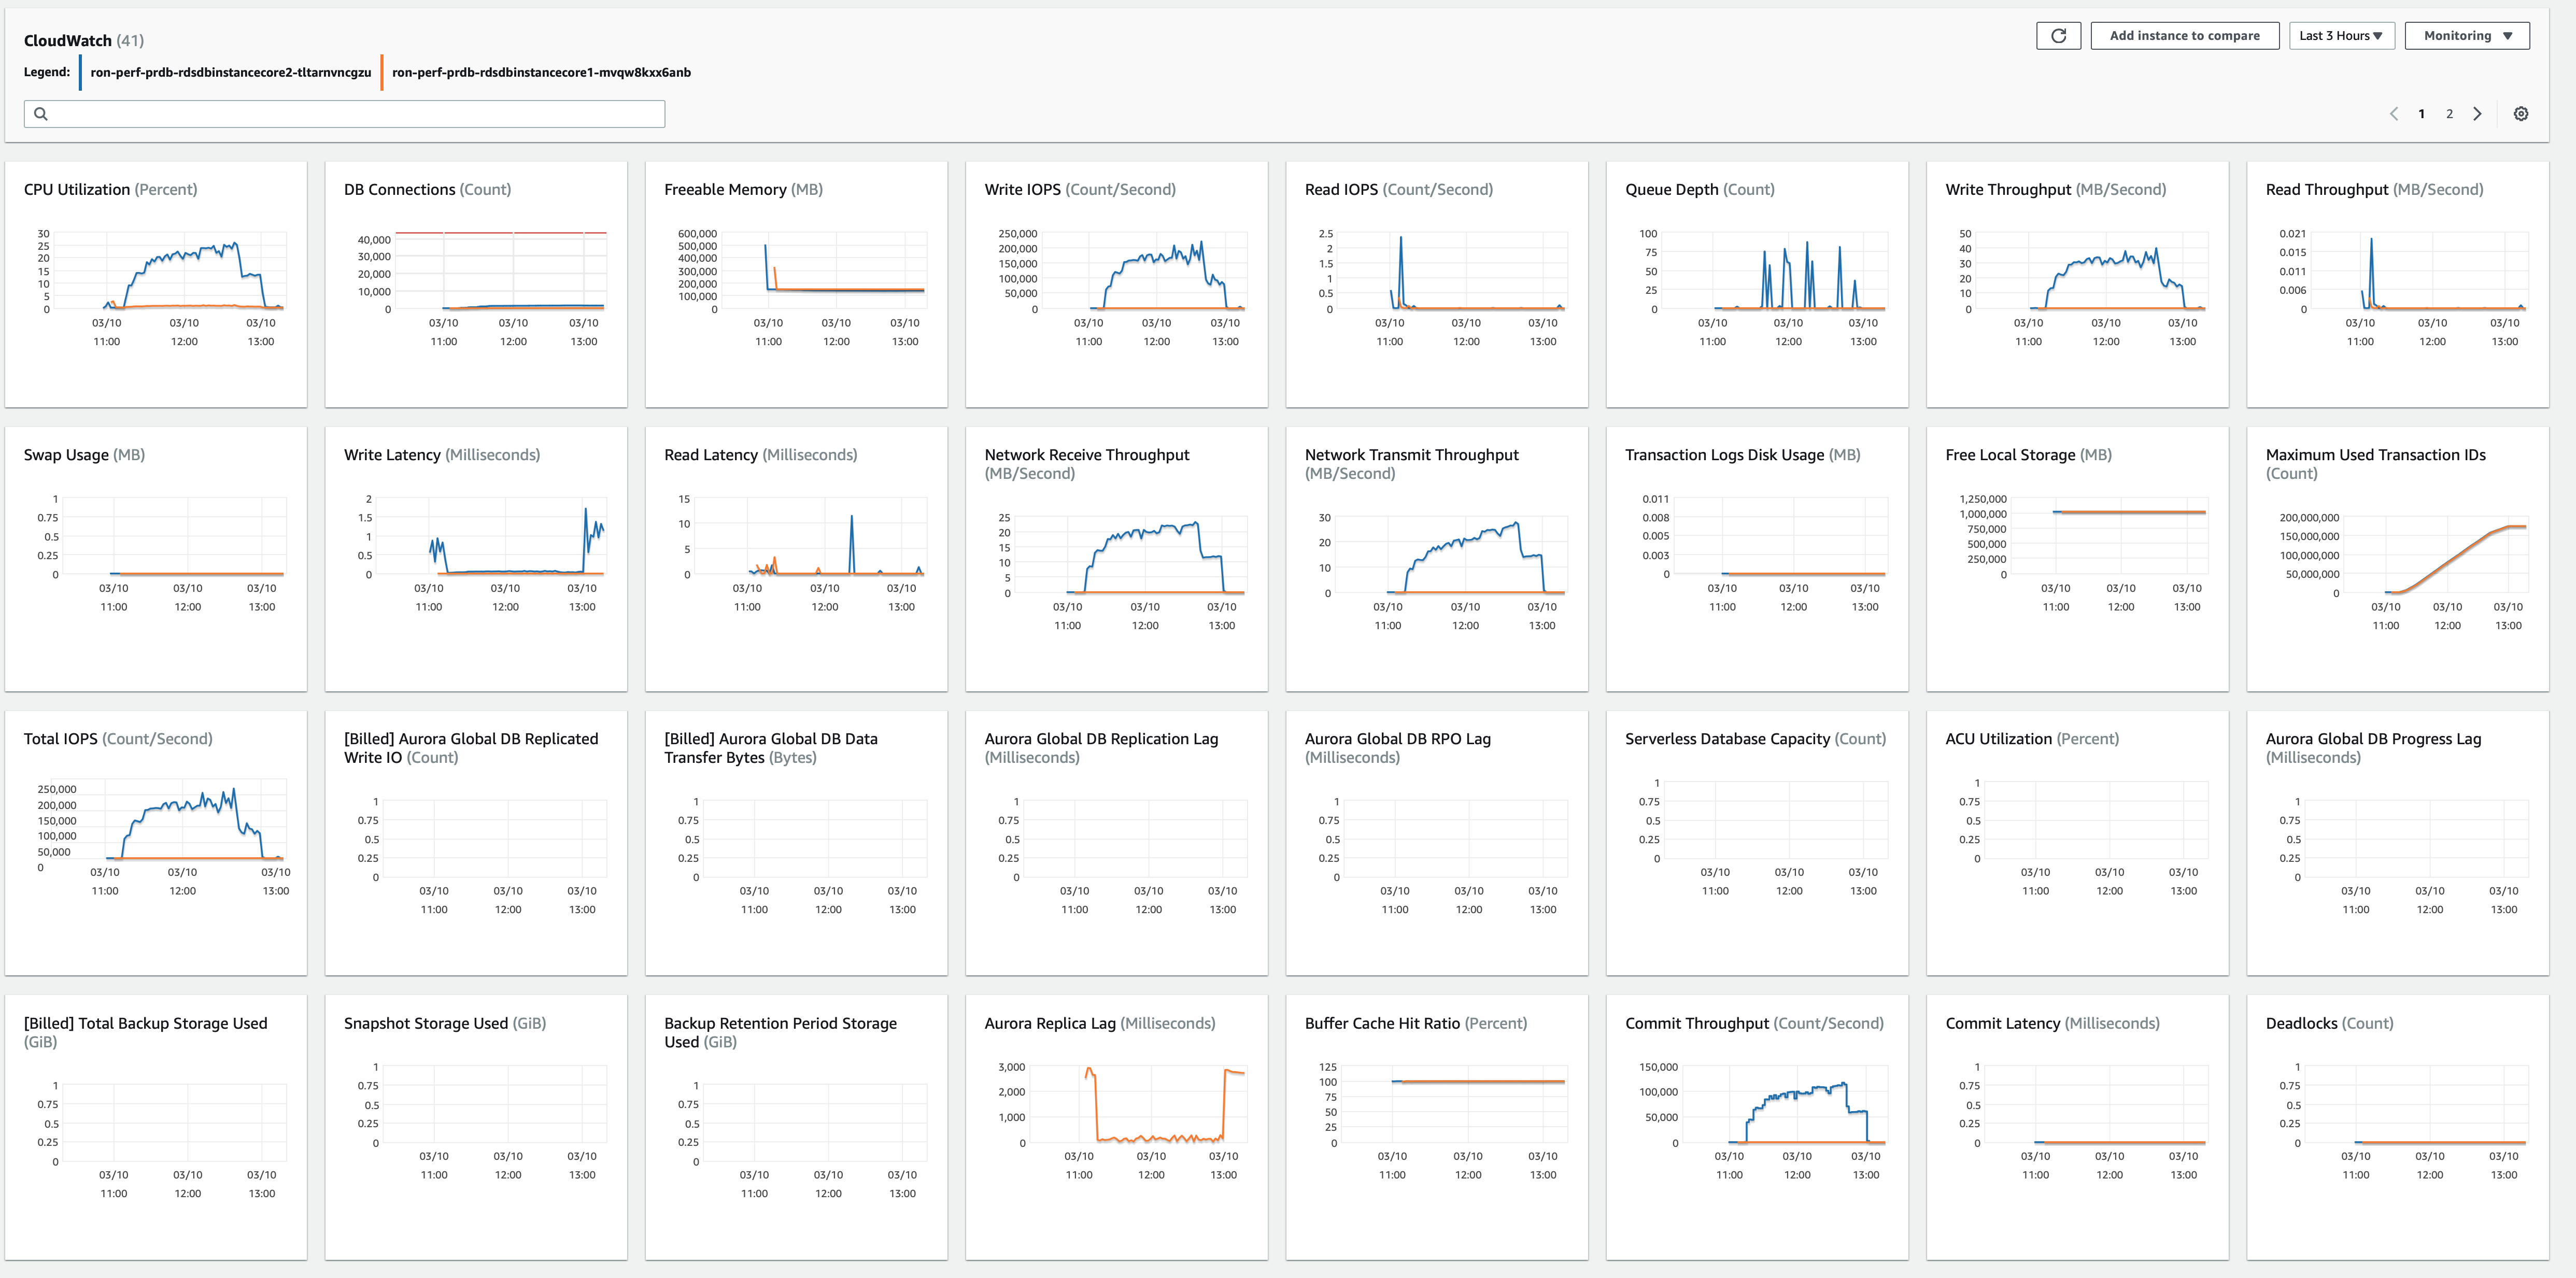 CloudWatch (41)
Add instance to compare
Last 3 Hours ▼
Monitoring ▼
Legend:
ron-perf-prdb-rdsdbinstancecore2-tltarnvncgzu
ron-perf-prdb-rdsdbinstancecore1-mvqw8kxx6anb
1 2
CPU Utilization (Percent)
30
25
20
15
10
5
0
03/10 03/10 03/10
11:00 12:00 13:00
DB Connections (Count)
40,000
30,000
20,000
10,000
0
03/10 03/10 03/10
11:00 12:00 13:00
Freeable Memory (MB)
600,000
500,000
400,000
300,000
200,000
100,000
0
03/10 03/10 03/10
11:00 12:00 13:00
Write IOPS (Count/Second)
250,000
200,000
150,000
100,000
50,000
0
03/10 03/10 03/10
11:00 12:00 13:00
Read IOPS (Count/Second)
2.5
2
1.5
1
0.5
0
03/10 03/10 03/10
11:00 12:00 13:00
Queue Depth (Count)
100
75
50
25
0
03/10 03/10 03/10
11:00 12:00 13:00
Write Throughput (MB/Second)
50
40
30
20
10
0
03/10 03/10 03/10
11:00 12:00 13:00
Read Throughput (MB/Second)
0.021
0.015
0.011
0.006
0
03/10 03/10 03/10
11:00 12:00 13:00
Swap Usage (MB)
1
0.75
0.5
0.25
0
03/10 03/10 03/10
11:00 12:00 13:00
Write Latency (Milliseconds)
2
1.5
1
0.5
0
03/10 03/10 03/10
11:00 12:00 13:00
Read Latency (Milliseconds)
15
10
5
0
03/10 03/10 03/10
11:00 12:00 13:00
Network Receive Throughput
(MB/Second)
25
20
15
10
5
0
03/10 03/10 03/10
11:00 12:00 13:00
Network Transmit Throughput
(MB/Second)
30
20
10
0
03/10 03/10 03/10
11:00 12:00 13:00
Transaction Logs Disk Usage (MB)
0.011
0.008
0.005
0.003
0
03/10 03/10 03/10
11:00 12:00 13:00
Free Local Storage (MB)
1,250,000
1,000,000
750,000
500,000
250,000
0
03/10 03/10 03/10
11:00 12:00 13:00
Maximum Used Transaction IDs
(Count)
200,000,000
150,000,000
100,000,000
50,000,000
0
03/10 03/10 03/10
11:00 12:00 13:00
Total IOPS (Count/Second)
250,000
200,000
150,000
100,000
50,000
0
03/10 03/10 03/10
11:00 12:00 13:00
[Billed] Aurora Global DB Replicated
Write IO (Count)
1
0.75
0.5
0.25
0
03/10 03/10 03/10
11:00 12:00 13:00
[Billed] Aurora Global DB Data
Transfer Bytes (Bytes)
1
0.75
0.5
0.25
0
03/10 03/10 03/10
11:00 12:00 13:00
Aurora Global DB Replication Lag
(Milliseconds)
1
0.75
0.5
0.25
0
03/10 03/10 03/10
11:00 12:00 13:00
Aurora Global DB RPO Lag
(Milliseconds)
1
0.75
0.5
0.25
0
03/10 03/10 03/10
11:00 12:00 13:00
Serverless Database Capacity (Count)
1
0.75
0.5
0.25
0
03/10 03/10 03/10
11:00 12:00 13:00
ACU Utilization (Percent)
1
0.75
0.5
0.25
0
03/10 03/10 03/10
11:00 12:00 13:00
Aurora Global DB Progress Lag
(Milliseconds)
1
0.75
0.5
0.25
0
03/10 03/10 03/10
11:00 12:00 13:00
[Billed] Total Backup Storage Used
(GiB)
1
0.75
0.5
0.25
0
03/10 03/10 03/10
11:00 12:00 13:00
Snapshot Storage Used (GiB)
1
0.75
0.5
0.25
0
03/10 03/10 03/10
11:00 12:00 13:00
Backup Retention Period Storage
Used (GiB)
1
0.75
0.5
0.25
0
03/10 03/10 03/10
11:00 12:00 13:00
Aurora Replica Lag (Milliseconds)
3,000
2,000
1,000
0
03/10 03/10 03/10
11:00 12:00 13:00
Buffer Cache Hit Ratio (Percent)
125
100
75
50
25
0
03/10 03/10 03/10
11:00 12:00 13:00
Commit Throughput (Count/Second)
150,000
100,000
50,000
0
03/10 03/10 03/10
11:00 12:00 13:00
Commit Latency (Milliseconds)
1
0.75
0.5
0.25
0
03/10 03/10 03/10
11:00 12:00 13:00
Deadlocks (Count)
1
0.75
0.5
0.25
0
03/10 03/10 03/10
11:00 12:00 13:00